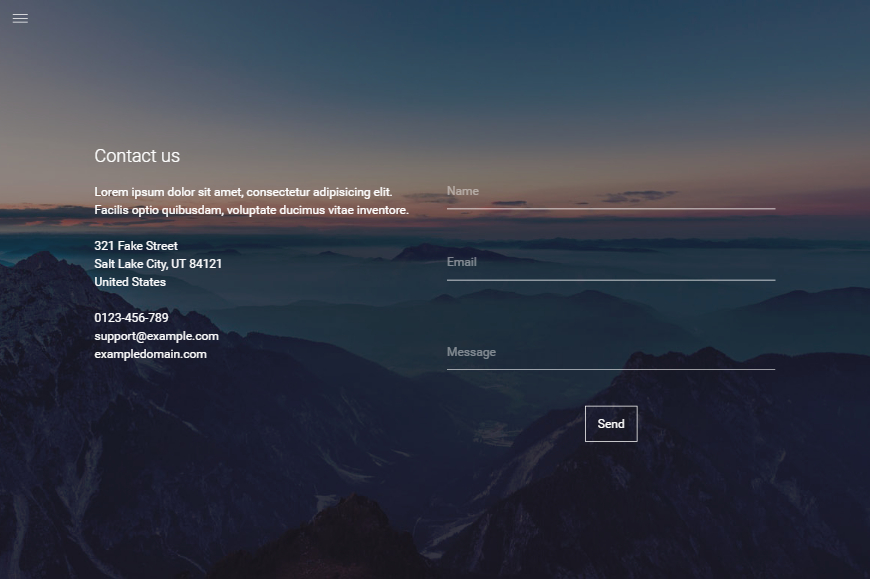 Contact us
Lorem ipsum dolor sit amet, consectetur adipisicing elit.
Facilis optio quibusdam, voluptate ducimus vitae inventore.
321 Fake Street
Salt Lake City, UT 84121
United States
0123-456-789
support@example.com
exampledomain.com
Name
Email
Message
Send